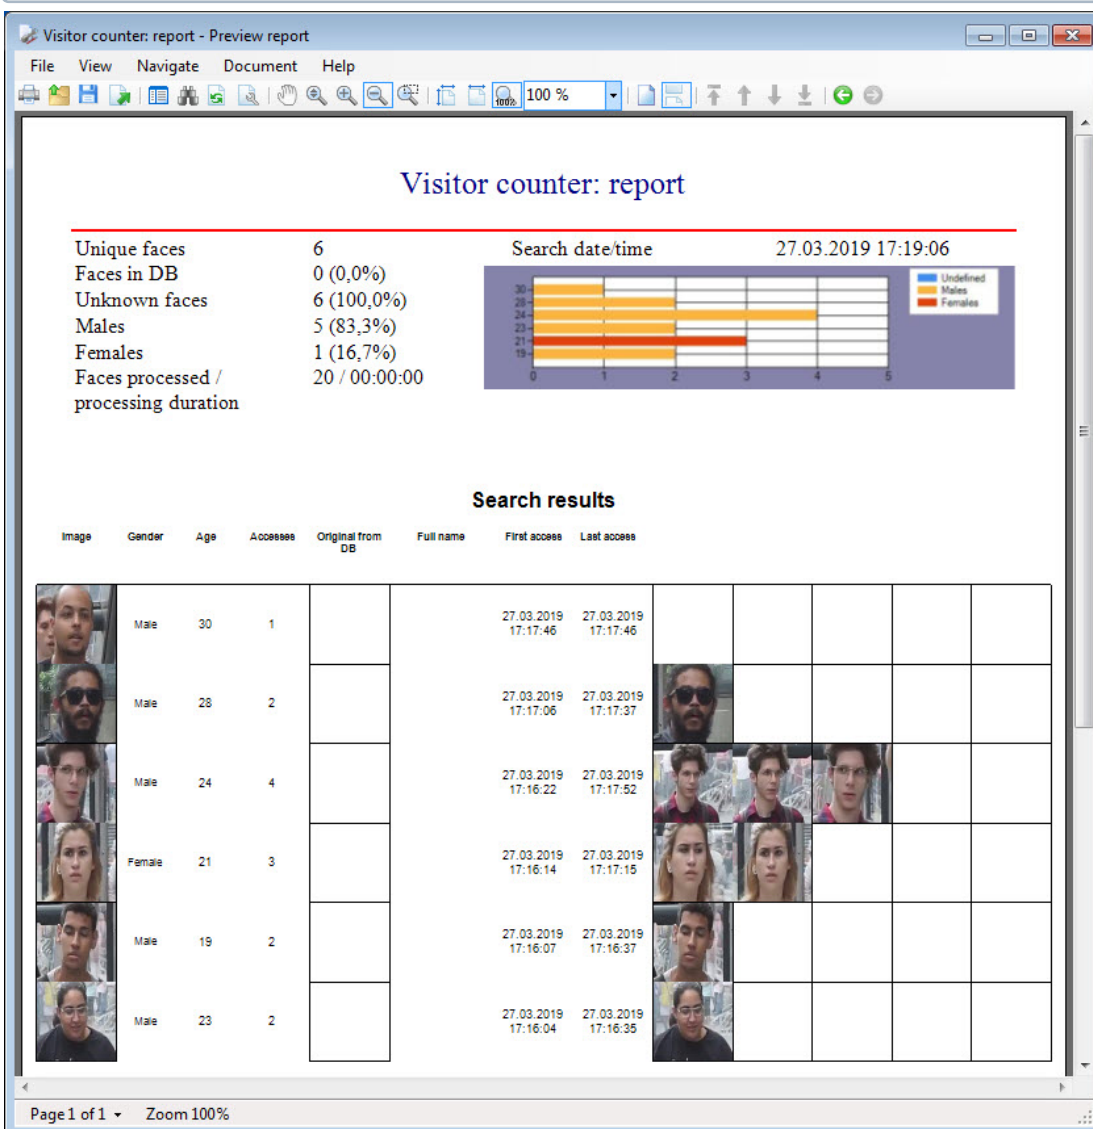 Visitor counter: report - Preview report
File View Navigate Document Help
100% 100 %
Visitor counter: report
Unique faces 6 Search date/time 27.03.2019 17:19:06
Faces in DB 0 (0,0%)
Unknown faces 6 (100,0%)
Males 5 (83,3%)
Females 1 (16,7%)
Faces processed / 20 / 00:00:00
processing duration
Undefined
Males
Females
30
28
24
23
21
19
0 1 2 3 4 5
Search results
Image Gender Age Accesses Original from Full name First access Last access
DB
Male 30 1 27.03.2019 27.03.2019
17:17:46 17:17:46
Male 28 2 27.03.2019 27.03.2019
17:17:06 17:17:37
Male 24 4 27.03.2019 27.03.2019
17:16:22 17:17:52
Female 21 3 27.03.2019 27.03.2019
17:16:14 17:17:15
Male 19 2 27.03.2019 27.03.2019
17:16:07 17:16:37
Male 23 2 27.03.2019 27.03.2019
17:16:04 17:16:35
Page 1 of 1 Zoom 100%